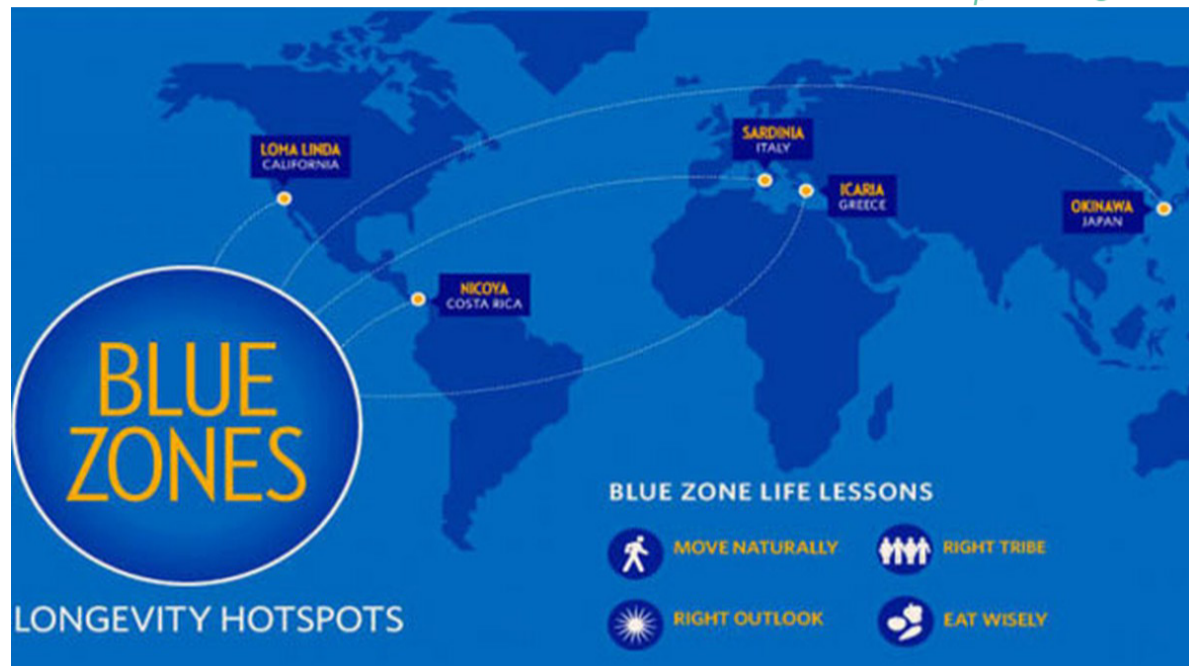 LOMA LINDA
CALIFORNIA
SARDINIA
ITALY
ICARIA
GREECE
OKINAWA
JAPAN
NICOYA
COSTA RICA
BLUE
ZONES
LONGEVITY HOTSPOTS
BLUE ZONE LIFE LESSONS
MOVE NATURALLY
RIGHT TRIBE
RIGHT OUTLOOK
EAT WISELY